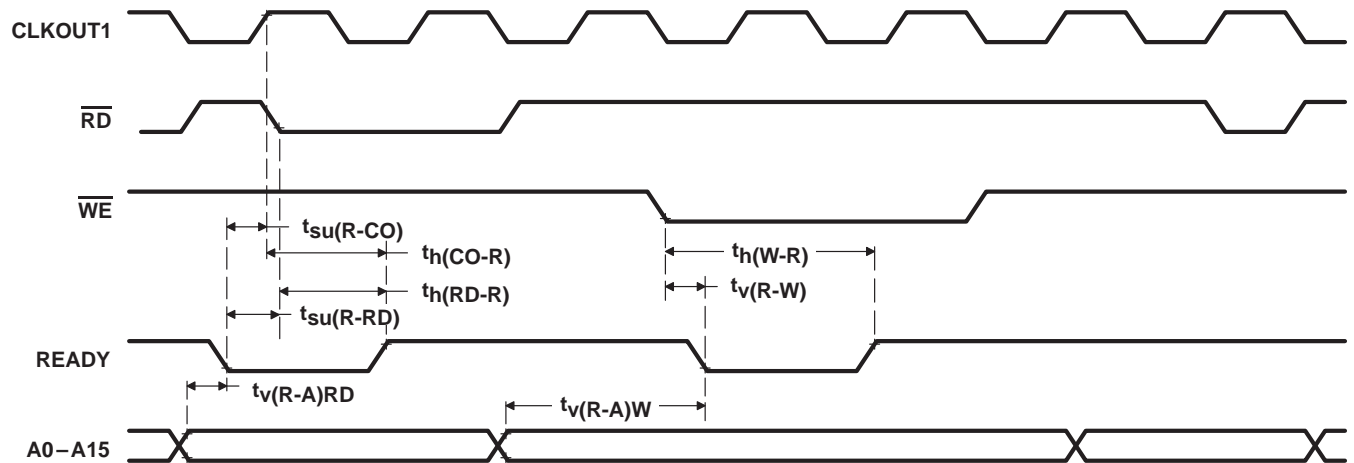 CLKOUT1
RD
WE
tsu(R-CO)
th(CO-R)
th(W-R)
th(RD-R)
tv(R-W)
tsu(R-RD)
READY
tv(R-A)RD
tv(R-A)W
A0–A15